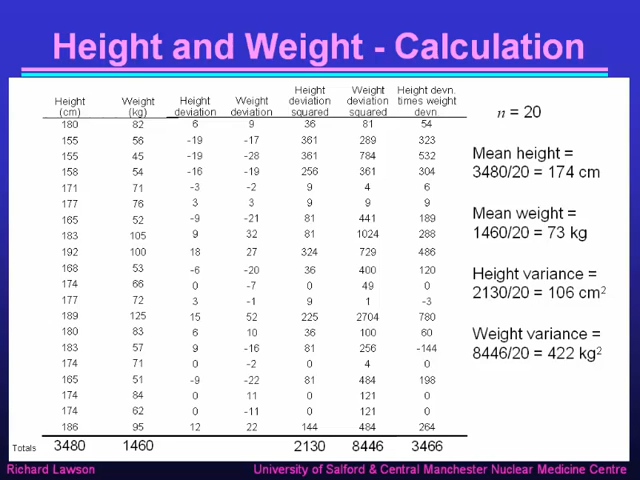 Height and Weight - Calculation
Height (cm) Weight (kg) Height deviation Weight deviation Height deviation squared Weight deviation squared Height devn. times weight devn.
180 82 6 9 36 81 54
155 56 -19 -17 361 289 323
155 45 -19 -28 361 784 532
158 54 -16 -19 256 361 304
171 71 -3 -2 9 4 6
177 76 3 3 9 9 9
165 52 -9 -21 81 441 189
183 105 9 32 81 1024 288
192 100 18 27 324 729 486
168 53 -6 -20 36 400 120
174 66 0 -7 0 49 0
177 72 3 -1 9 1 -3
189 125 15 52 225 2704 780
180 83 6 10 36 100 60
183 57 9 -16 81 256 -144
174 71 0 -2 0 4 0
165 51 -9 -22 81 484 198
174 84 0 11 0 121 0
174 62 0 -11 0 121 0
186 95 12 22 144 484 264
Totals 3480 1460 2130 8446 3466
n = 20
Mean height =
3480/20 = 174 cm
Mean weight =
1460/20 = 73 kg
Height variance =
2130/20 = 106 cm²
Weight variance =
8446/20 = 422 kg²
Richard Lawson University of Salford & Central Manchester Nuclear Medicine Centre